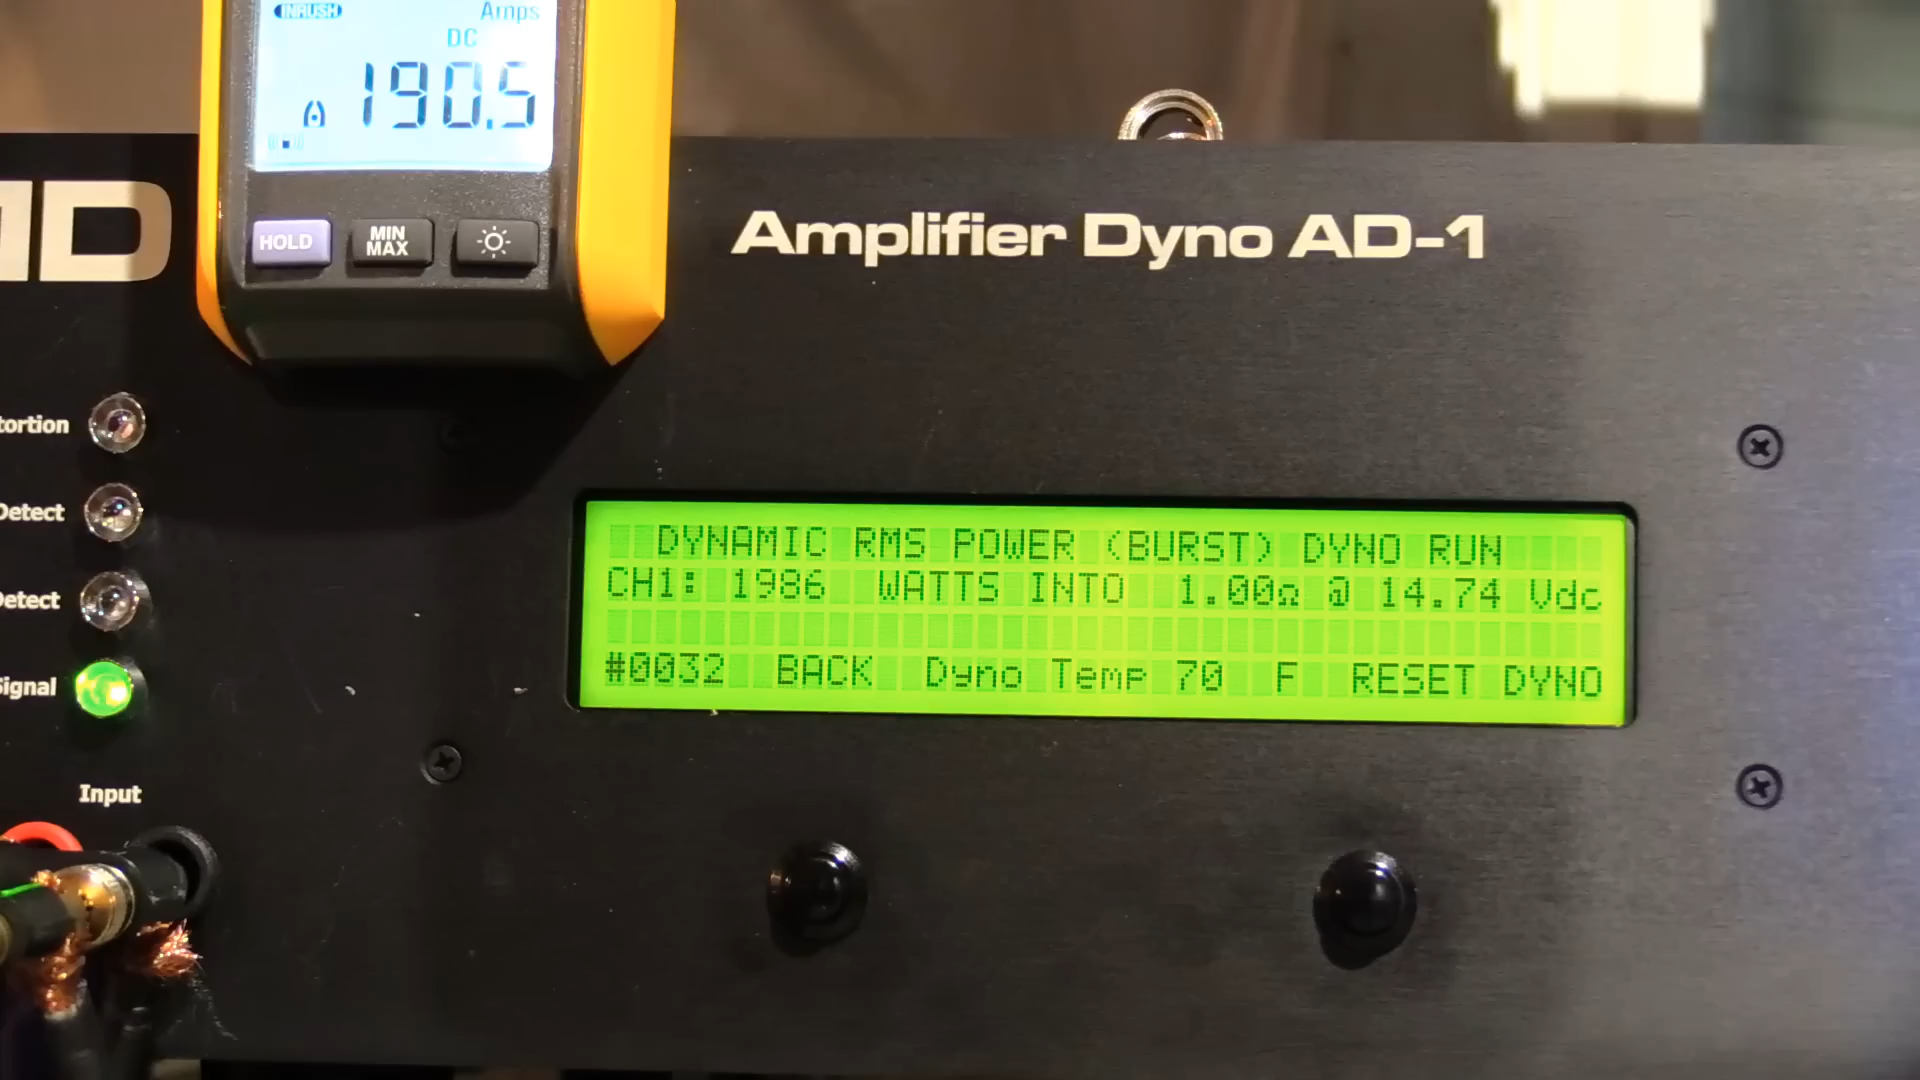 INRUSH
Amps
DC
190.5
HOLD
MIN
MAX
D
Amplifier Dyno AD-1
tortion
Detect
Detect
Signal
Input
DYNAMIC RMS POWER (BURST) DYNO RUN
CH1: 1986 WATTS INTO 1.00Ω @ 14.74 Vdc
#0032 BACK Dyno Temp 70 F RESET DYNO